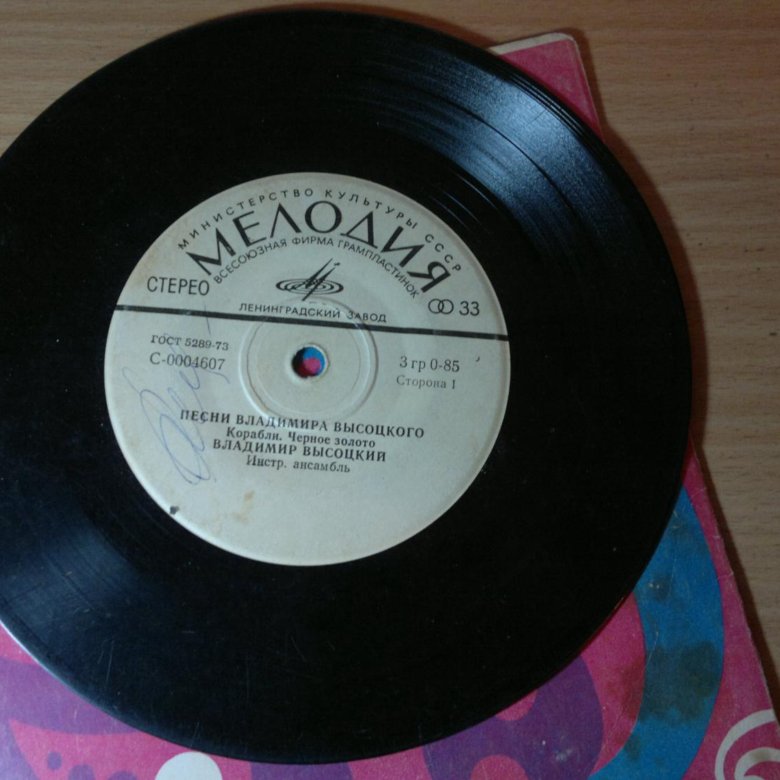 МИНИСТЕРСТВО КУЛЬТУРЫ СССР
МЕЛОДИЯ
ВСЕСОЮЗНАЯ ФИРМА ГРАМПЛАСТИНОК
СТЕРЕО
33
ЛЕНИНГРАДСКИЙ ЗАВОД
ГОСТ 5289-73
С-0004607
3 гр 0-85
Сторона 1
ПЕСНИ ВЛАДИМИРА ВЫСОЦКОГО
Корабли. Черное золото
ВЛАДИМИР ВЫСОЦКИЙ
Инстр. ансамбль